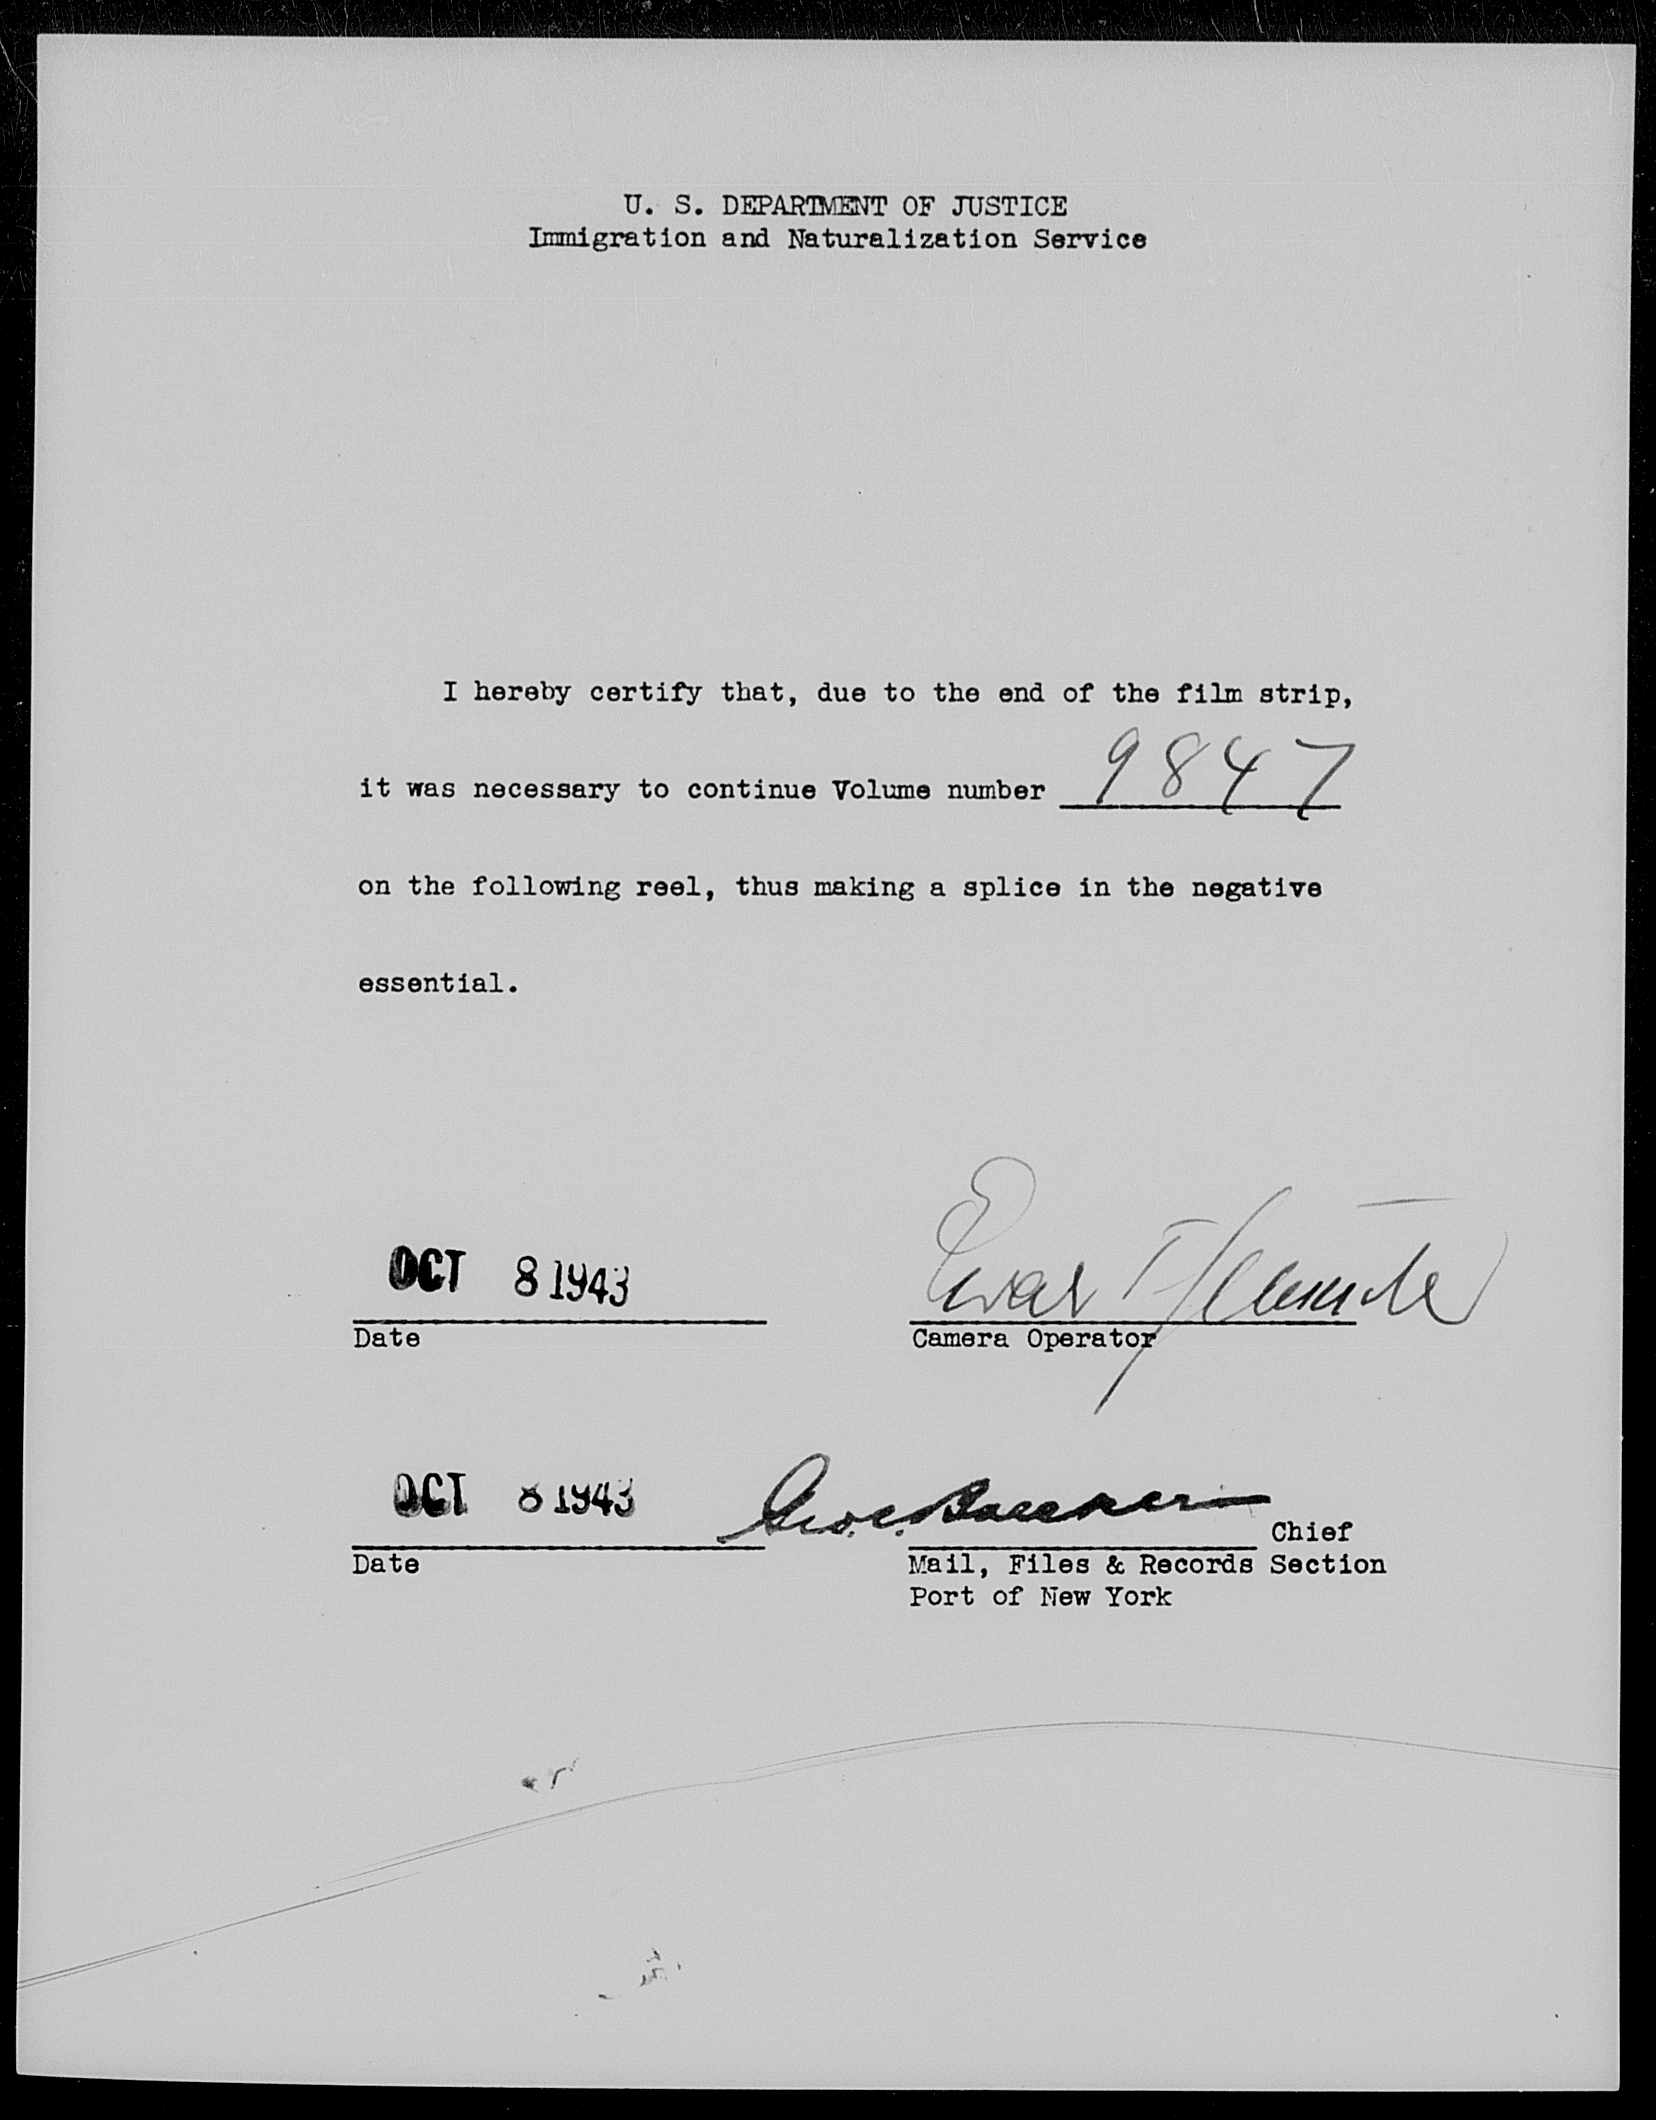 U. S. DEPARTMENT OF JUSTICE
Immigration and Naturalization Service
I hereby certify that, due to the end of the film strip,
it was necessary to continue Volume number 9847
on the following reel, thus making a splice in the negative
essential.
OCT 8 1943
Date
Camera Operator
OCT 8 1943
Chief
Date
Mail, Files & Records Section
Port of New York